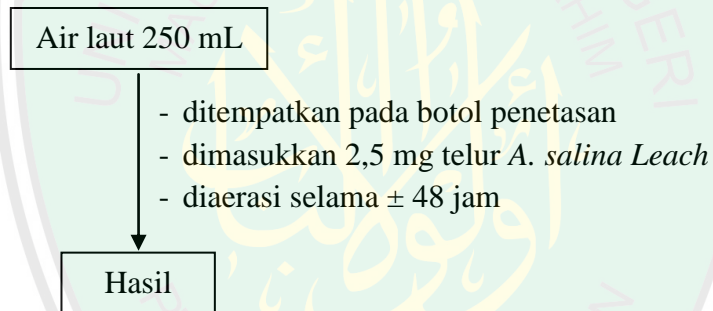 Air laut 250 mL
- ditempatkan pada botol penetasan
- dimasukkan 2,5 mg telur A. salina Leach
- diaerasi selama ± 48 jam
Hasil